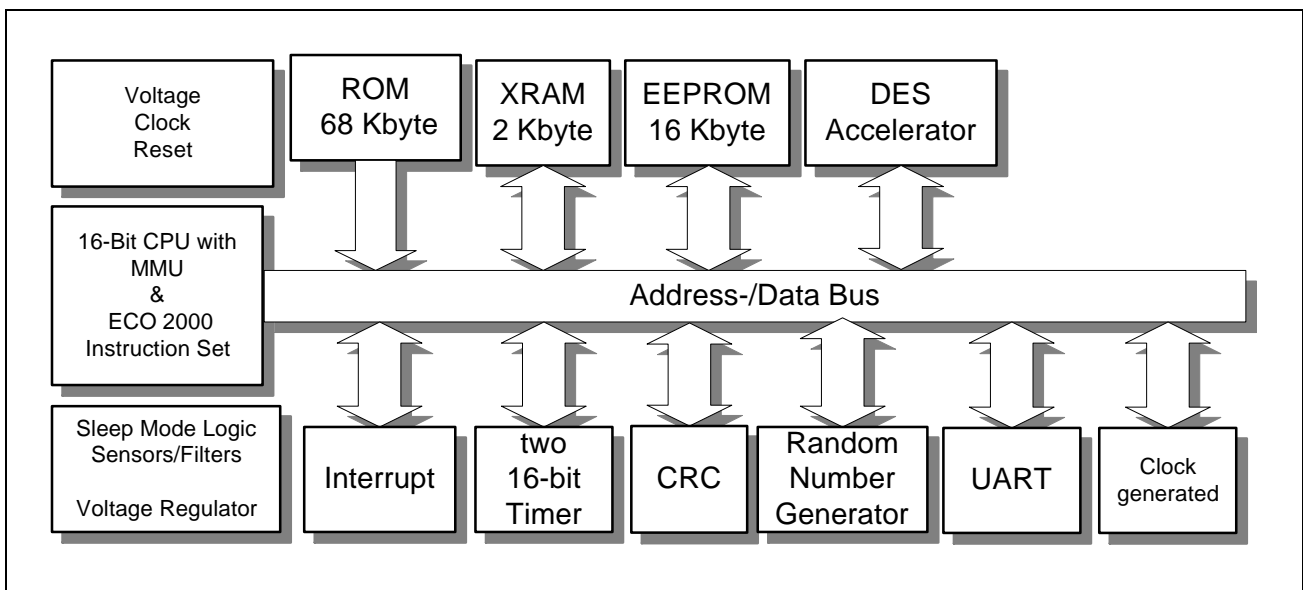 Voltage
Clock
Reset
ROM
68 Kbyte
XRAM
2 Kbyte
EEPROM
16 Kbyte
DES
Accelerator
16-Bit CPU with
MMU
&
ECO 2000
Instruction Set
Address-/Data Bus
Sleep Mode Logic
Sensors/Filters
Voltage Regulator
Interrupt
two
16-bit
Timer
CRC
Random
Number
Generator
UART
Clock
generated